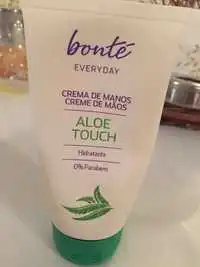 bonté
EVERYDAY
CREMA DE MANOS
CREME DE MÃOS
ALOE
TOUCH
Hidratante
0% Parabens